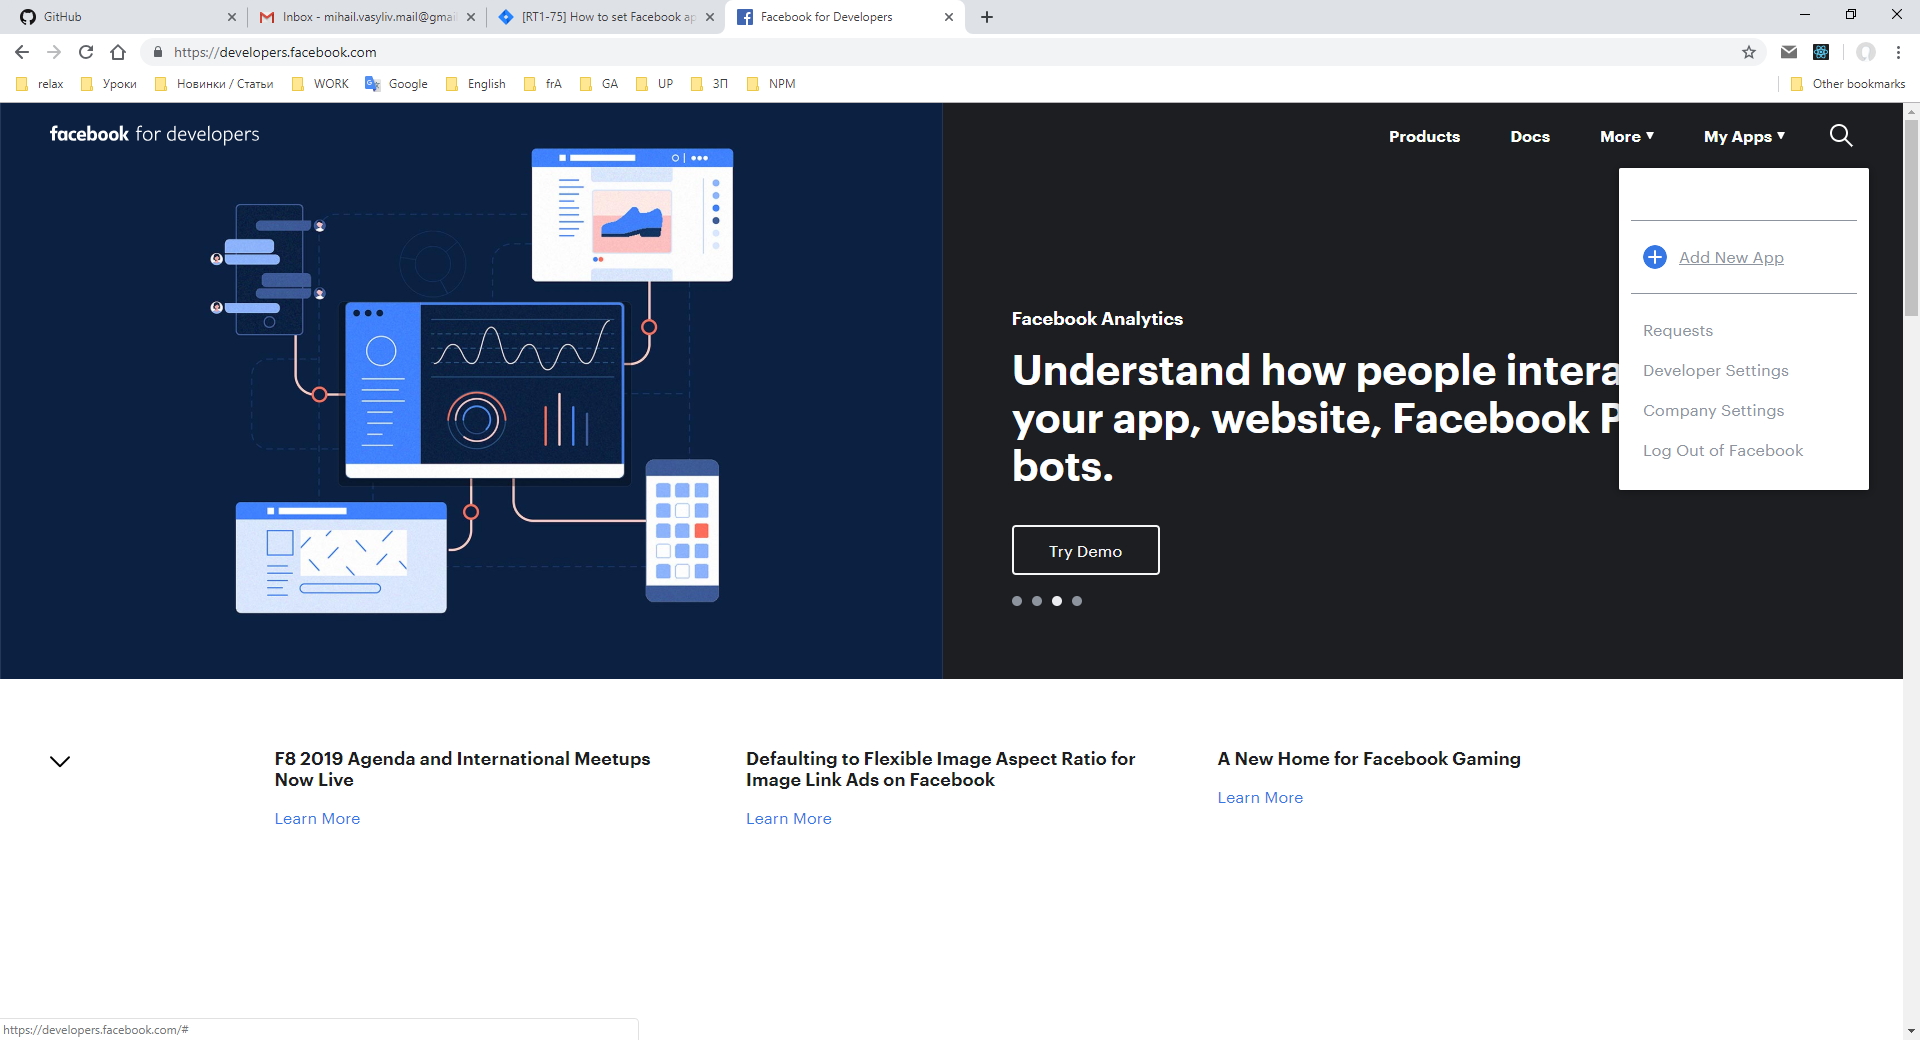 GitHub
Inbox - mihail.vasyliv.mail@gmai
[RT1-75] How to set Facebook ap
Facebook for Developers
https://developers.facebook.com
relax
Уроки
Новинки / Статьи
WORK
Google
English
frA
GA
UP
ЗП
NPM
Other bookmarks
facebook for developers
Products
Docs
More
My Apps
Add New App
Requests
Developer Settings
Company Settings
Log Out of Facebook
Facebook Analytics
Understand how people intera
your app, website, Facebook P
bots.
Try Demo
F8 2019 Agenda and International Meetups
Now Live
Learn More
Defaulting to Flexible Image Aspect Ratio for
Image Link Ads on Facebook
Learn More
A New Home for Facebook Gaming
Learn More
https://developers.facebook.com/#